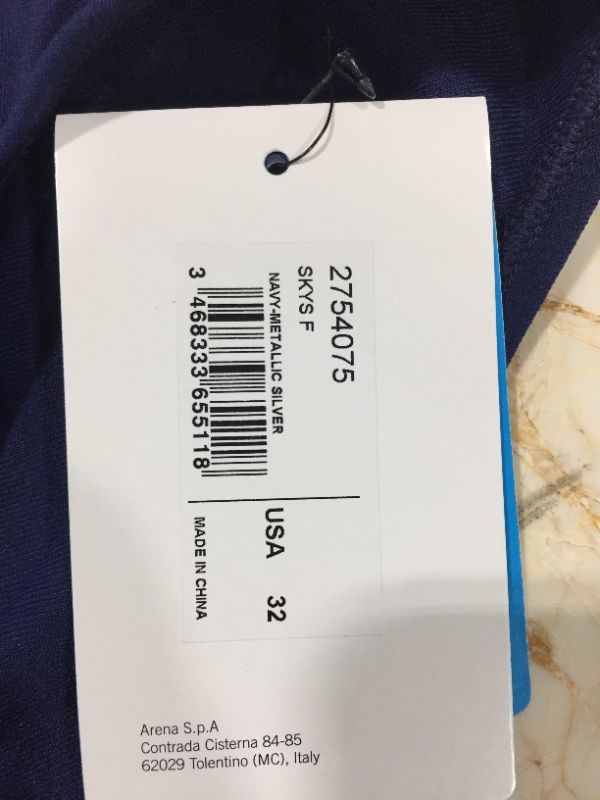 2754075
SKYS F
NAVY-METALLIC SILVER
3 468333 655118
USA 32
MADE IN CHINA
Arena S.p.A
Contrada Cisterna 84-85
62029 Tolentino (MC), Italy